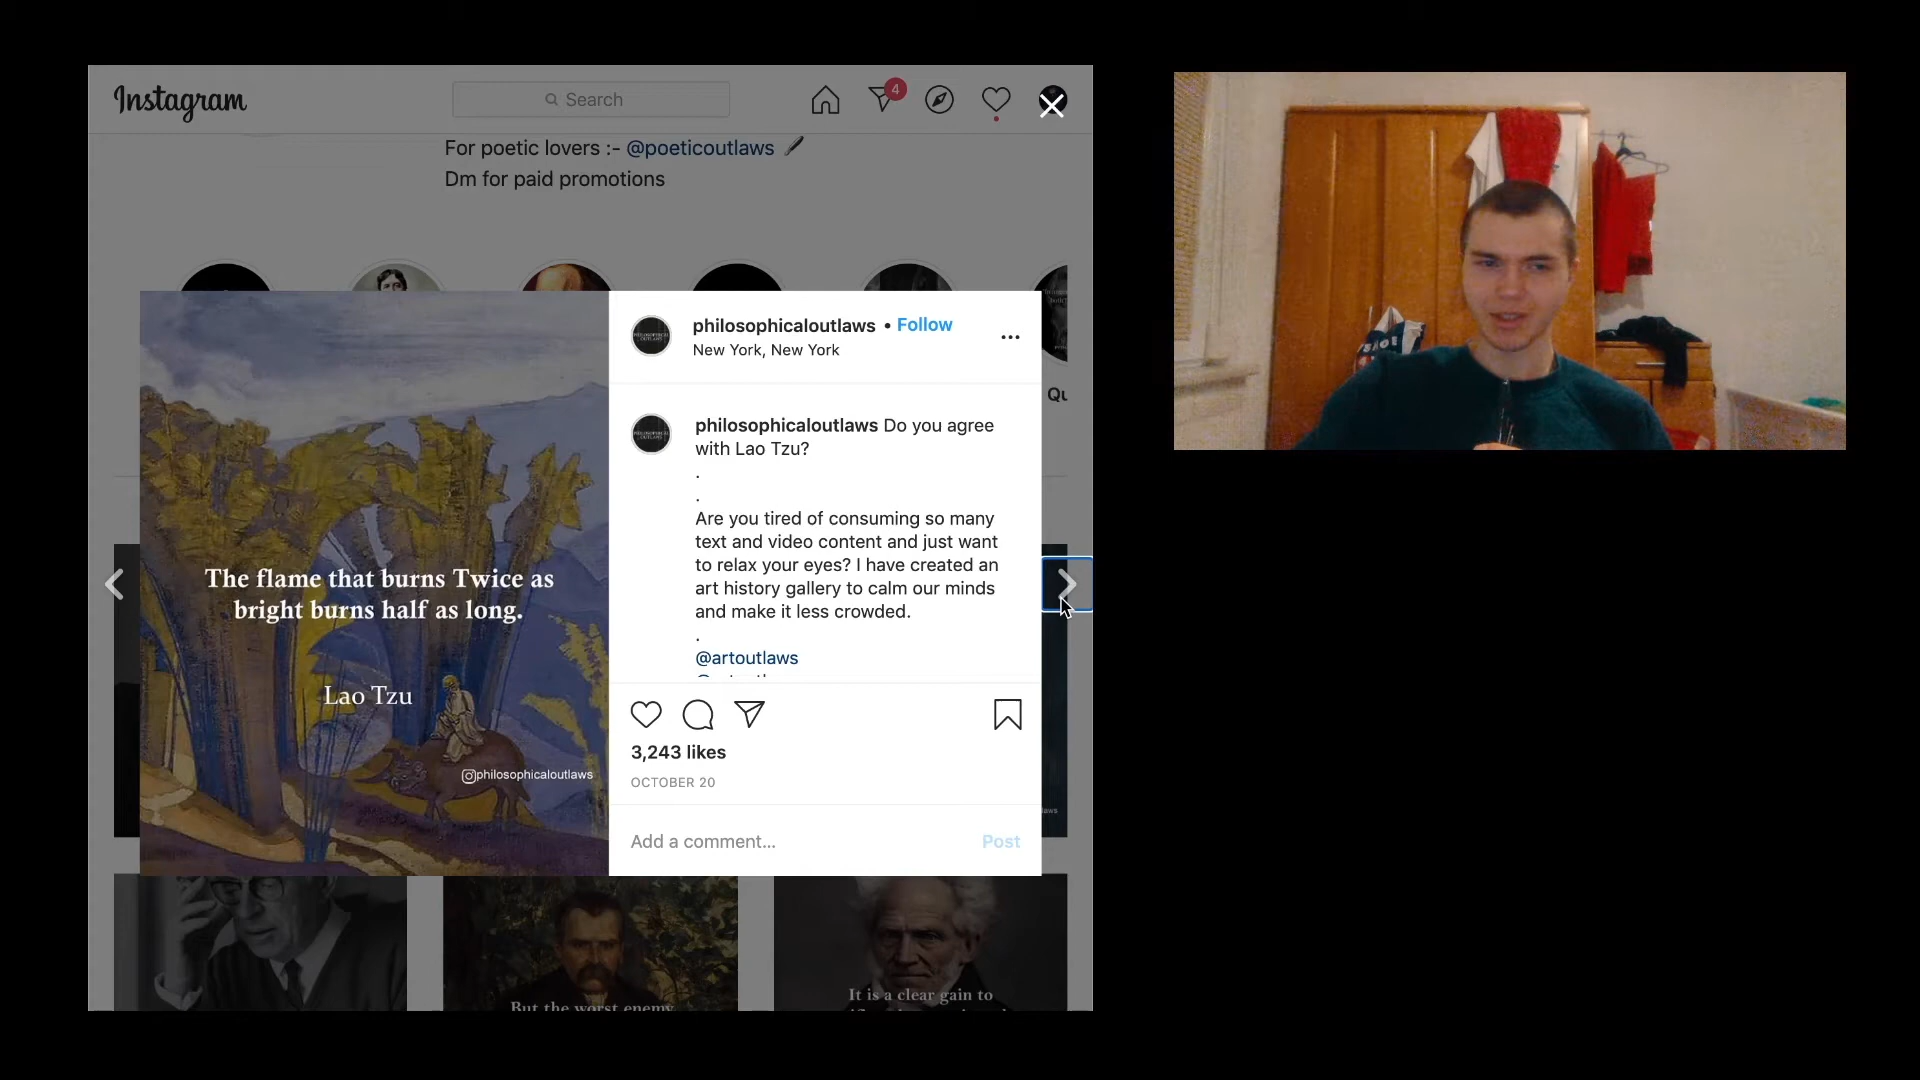 Instagram
Search
4
For poetic lovers :- @poeticoutlaws
Dm for paid promotions
Qu
The flame that burns Twice as
bright burns half as long.
Lao Tzu
philosophicaloutlaws
philosophicaloutlaws • Follow
New York, New York
philosophicaloutlaws Do you agree
with Lao Tzu?
.
.
Are you tired of consuming so many
text and video content and just want
to relax your eyes? I have created an
art history gallery to calm our minds
and make it less crowded.
.
@artoutlaws
3,243 likes
OCTOBER 20
Add a comment...
Post
But the worst enemy
It is a clear gain to